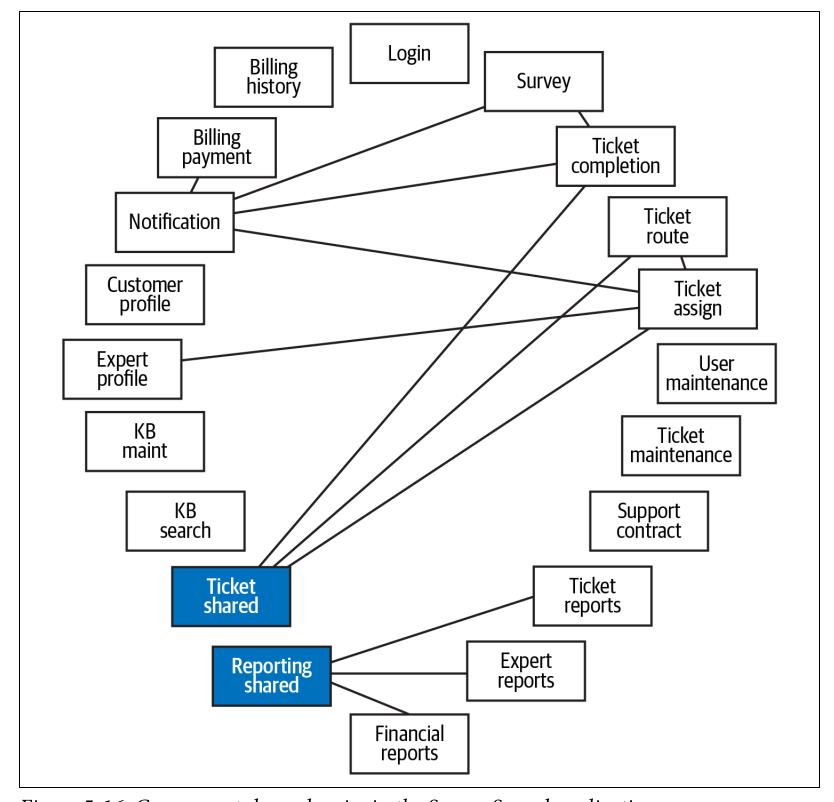 Login
Billing
history
Survey
Billing
payment
Ticket
completion
Notification
Ticket
route
Customer
profile
Ticket
assign
Expert
profile
User
maintenance
KB
maint
Ticket
maintenance
KB
search
Support
contract
Ticket
shared
Ticket
reports
Reporting
shared
Expert
reports
Financial
reports